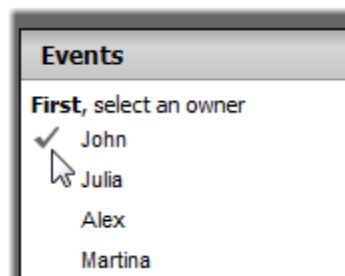 Events
First, select an owner
John
Julia
Alex
Martina